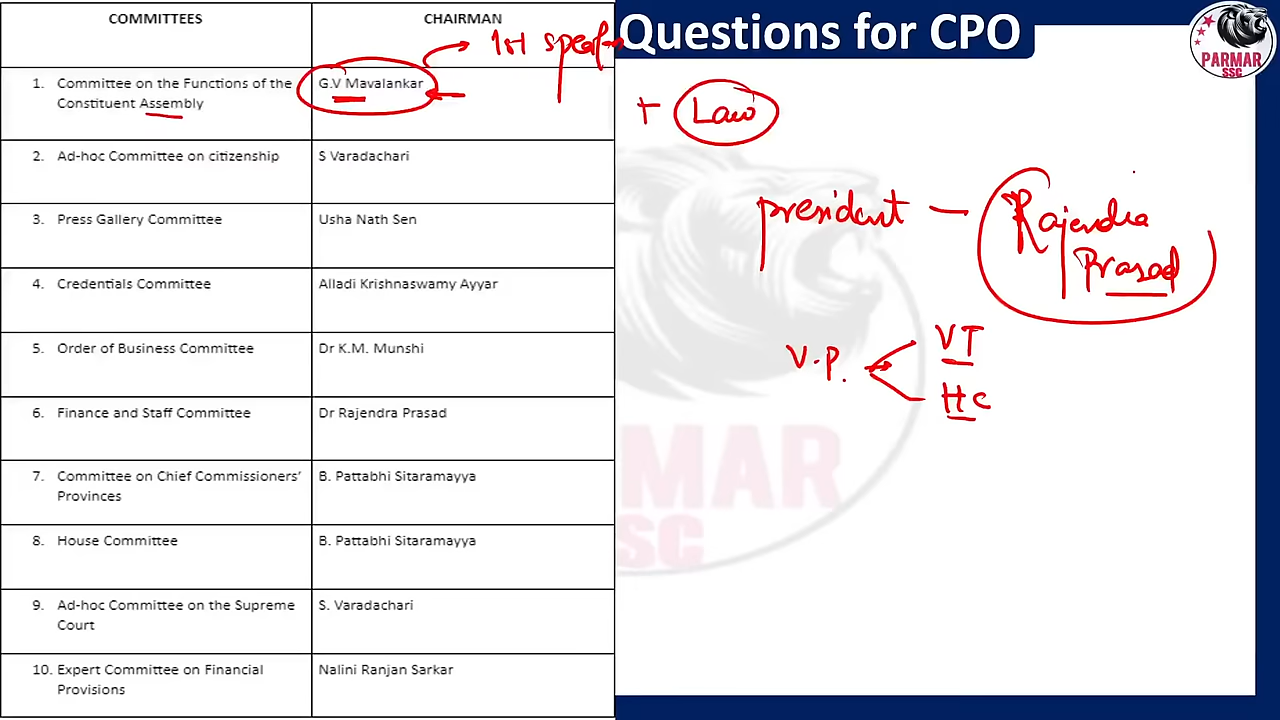 COMMITTEES
CHAIRMAN
1st
1. Committee on the Functions of the
Constituent Assembly
G.V Mavalankar
2. Ad-hoc Committee on citizenship
S Varadachari
3. Press Gallery Committee
Usha Nath Sen
4. Credentials Committee
Alladi Krishnaswamy Ayyar
5. Order of Business Committee
Dr K.M. Munshi
6. Finance and Staff Committee
Dr Rajendra Prasad
7. Committee on Chief Commissioners'
Provinces
B. Pattabhi Sitaramayya
8. House Committee
B. Pattabhi Sitaramayya
9. Ad-hoc Committee on the Supreme
Court
S. Varadachari
10. Expert Committee on Financial
Provisions
Nalini Ranjan Sarkar
Questions for CPO
PARMAR
SSC
+ Law
president – Rajendra
Prasad
V.P.
VT
HC
MAR
SC